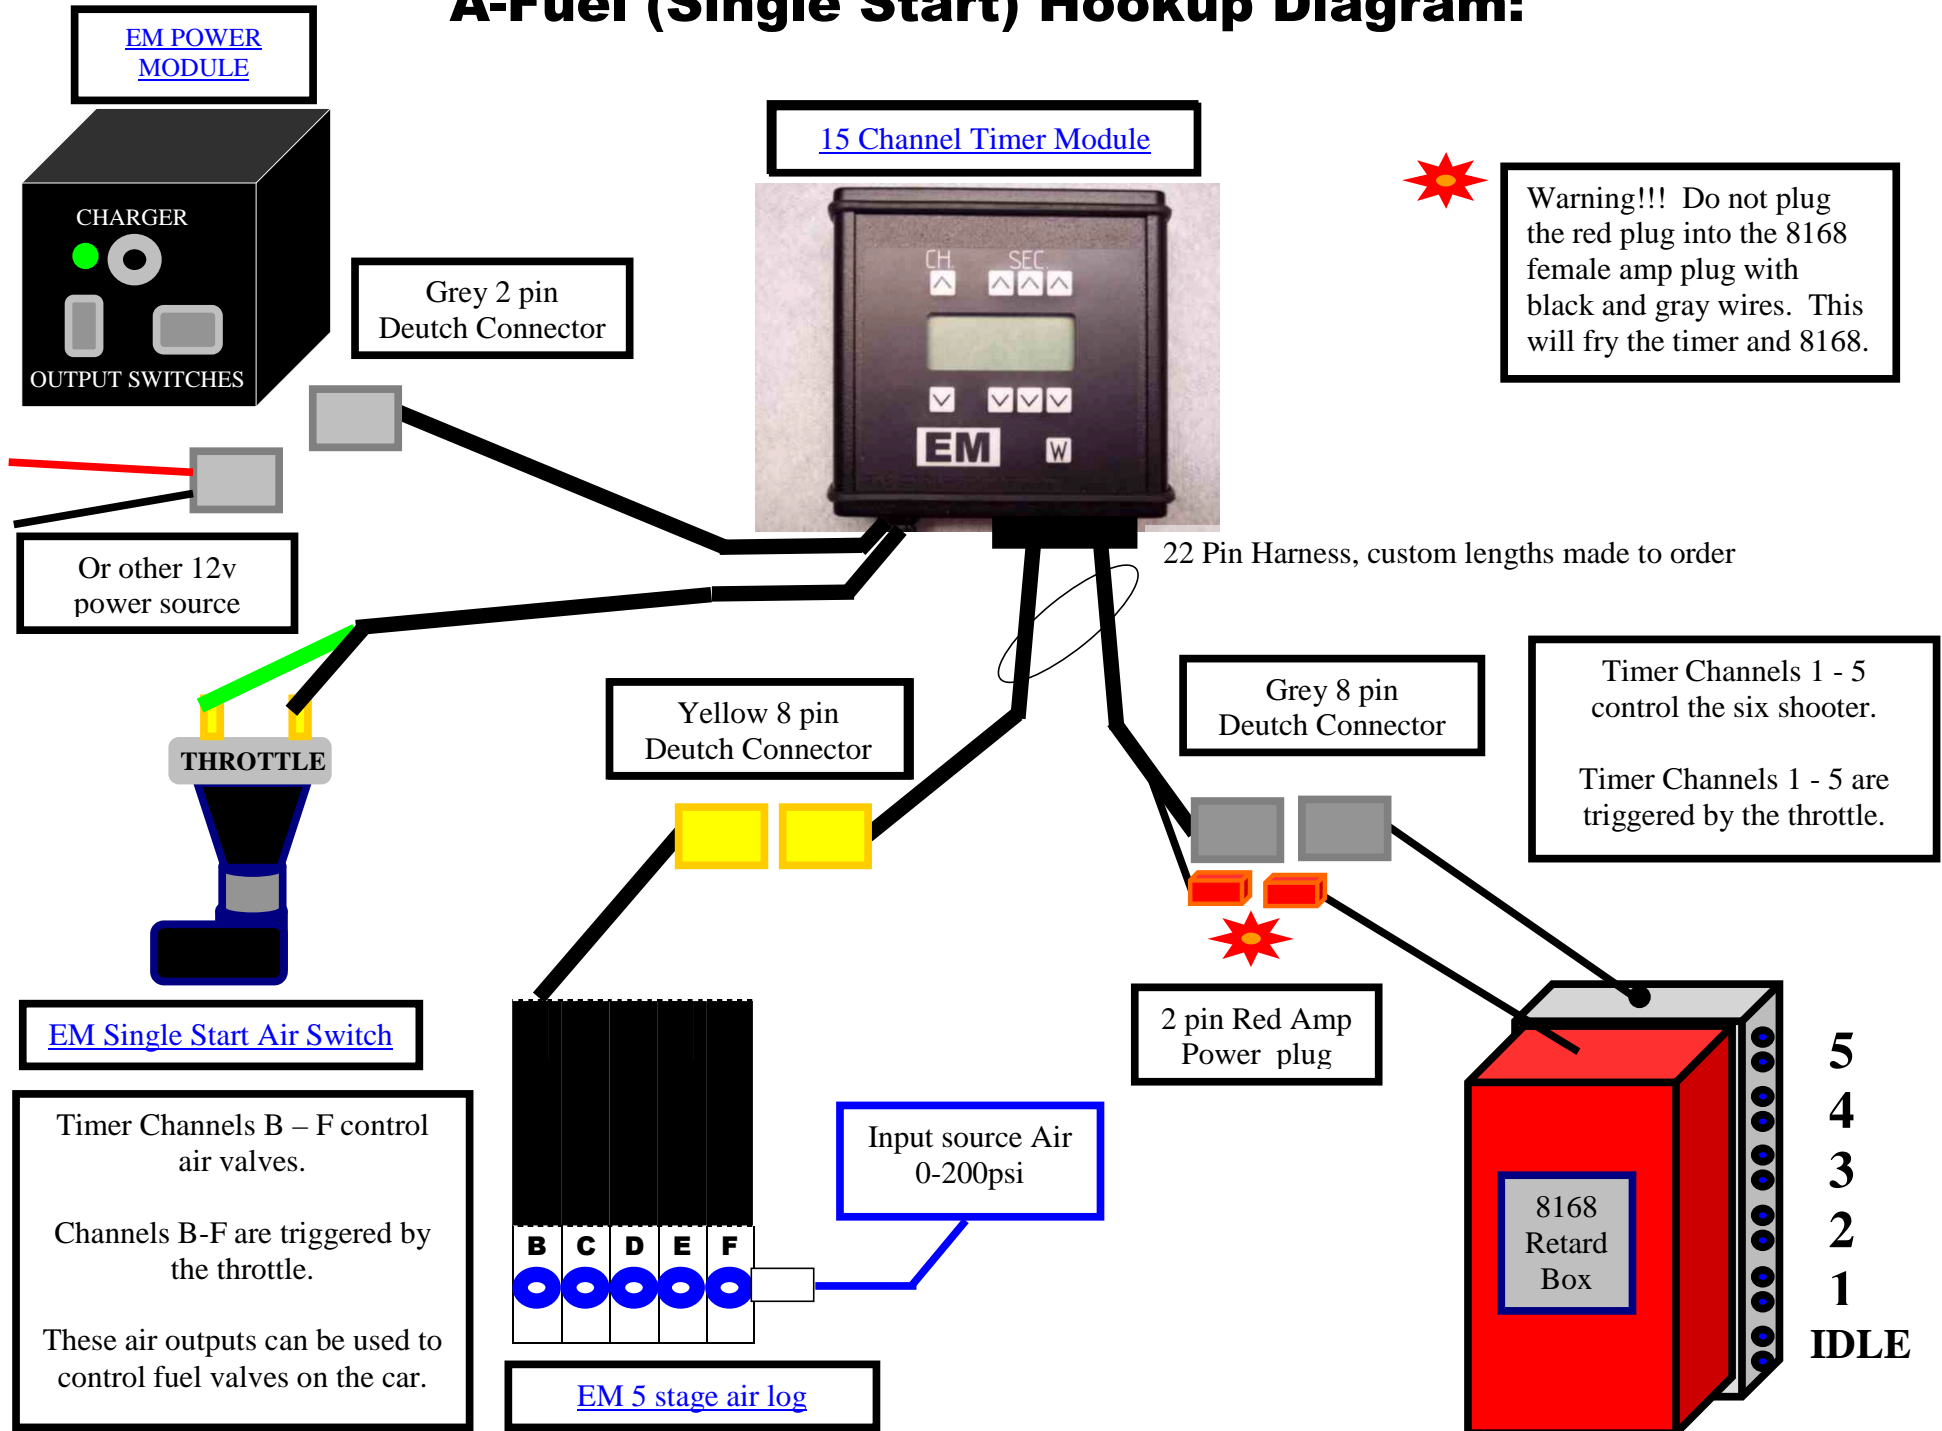 A-Fuel (Single Start) Hookup Diagram:
EM POWER
MODULE
15 Channel Timer Module
Warning!!!  Do not plug
the red plug into the 8168
female amp plug with
black and gray wires.  This
will fry the timer and 8168.
CHARGER
OUTPUT SWITCHES
Grey 2 pin
Deutch Connector
CH.
SEC.
EM
W
Or other 12v
power source
22 Pin Harness, custom lengths made to order
THROTTLE
Yellow 8 pin
Deutch Connector
Grey 8 pin
Deutch Connector
Timer Channels 1 - 5
control the six shooter.
Timer Channels 1 - 5 are
triggered by the throttle.
EM Single Start Air Switch
2 pin Red Amp
Power  plug
Timer Channels B – F control
air valves.
Channels B-F are triggered by
the throttle.
These air outputs can be used to
control fuel valves on the car.
Input source Air
0-200psi
B C D E F
EM 5 stage air log
8168
Retard
Box
5
4
3
2
1
IDLE